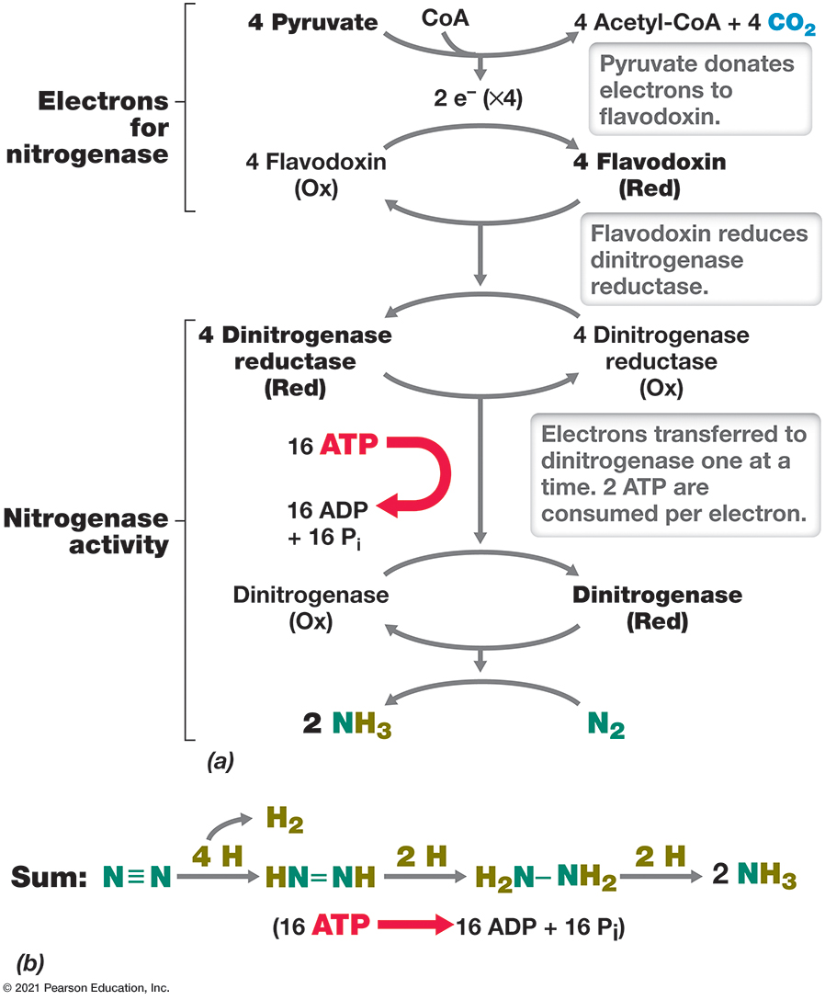 4 Pyruvate
CoA
4 Acetyl-CoA + 4 CO₂
Pyruvate donates
electrons to
flavodoxin.
Electrons
for
nitrogenase
2 e⁻ (×4)
4 Flavodoxin
(Ox)
4 Flavodoxin
(Red)
Flavodoxin reduces
dinitrogenase
reductase.
4 Dinitrogenase
reductase
(Red)
4 Dinitrogenase
reductase
(Ox)
Electrons transferred to
dinitrogenase one at a
time. 2 ATP are
consumed per electron.
16 ATP
16 ADP
+ 16 Pᵢ
Nitrogenase
activity
Dinitrogenase
(Ox)
Dinitrogenase
(Red)
2 NH₃
N₂
(a)
H₂
4 H
2 H
2 H
Sum: N≡N HN=NH H₂N–NH₂ 2 NH₃
(16 ATP 16 ADP + 16 Pᵢ)
(b)
© 2021 Pearson Education, Inc.